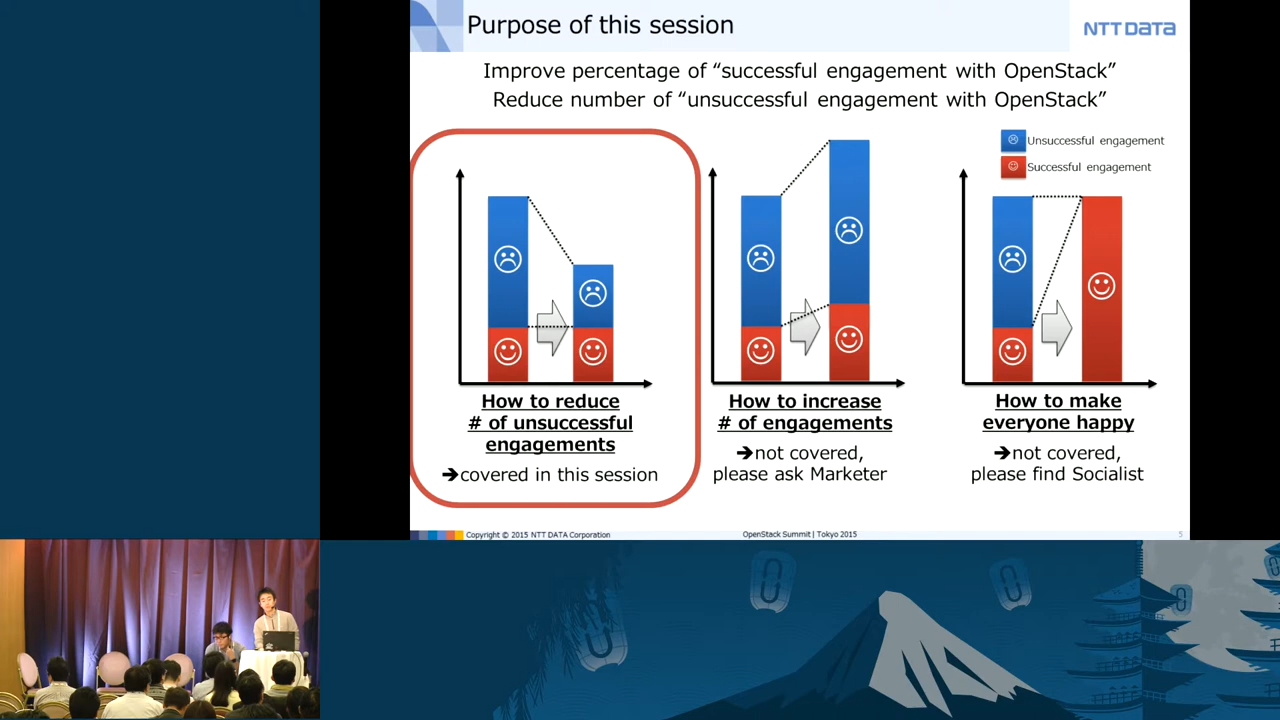 Purpose of this session
NTT DATA
Improve percentage of “successful engagement with OpenStack”
Reduce number of “unsuccessful engagement with OpenStack”
Unsuccessful engagement
Successful engagement
How to reduce
# of unsuccessful
engagements
➔covered in this session
How to increase
# of engagements
➔not covered,
please ask Marketer
How to make
everyone happy
➔not covered,
please find Socialist
Copyright © 2015 NTT DATA Corporation
OpenStack Summit | Tokyo 2015
5